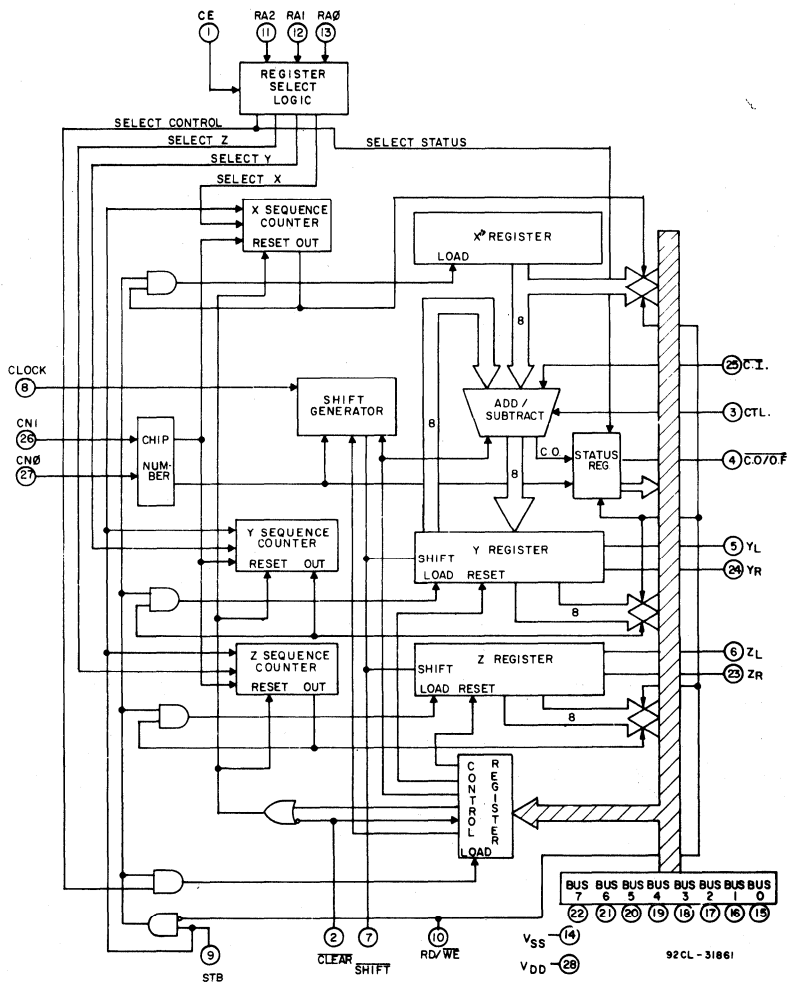 CE RA2 RA1 RAØ
1 11 12 13
REGISTER
SELECT
LOGIC
SELECT CONTROL
SELECT Z
SELECT STATUS
SELECT Y
SELECT X
X SEQUENCE
COUNTER
RESET OUT
REGISTER
LOAD
8
CLOCK
8
SHIFT
GENERATOR
ADD /
SUBTRACT
8
25 C.I.
3 CTL.
CN1
26
CNØ
27
CHIP
NUM-
BER
C.O.
STATUS
REG.
4 C.O/O.F
8
Y SEQUENCE
COUNTER
RESET OUT
SHIFT Y REGISTER
LOAD RESET
5 YL
24 YR
8
Z SEQUENCE
COUNTER
RESET OUT
SHIFT Z REGISTER
LOAD RESET
6 ZL
23 ZR
8
CONTROL
REGISTER
LOAD
BUS BUS BUS BUS BUS BUS BUS BUS
7 6 5 4 3 2 1 0
22 21 20 19 18 17 16 15
9
STB
2
CLEAR
7
SHIFT
10
RD/WE
VSS 14
VDD 28
92CL-31861